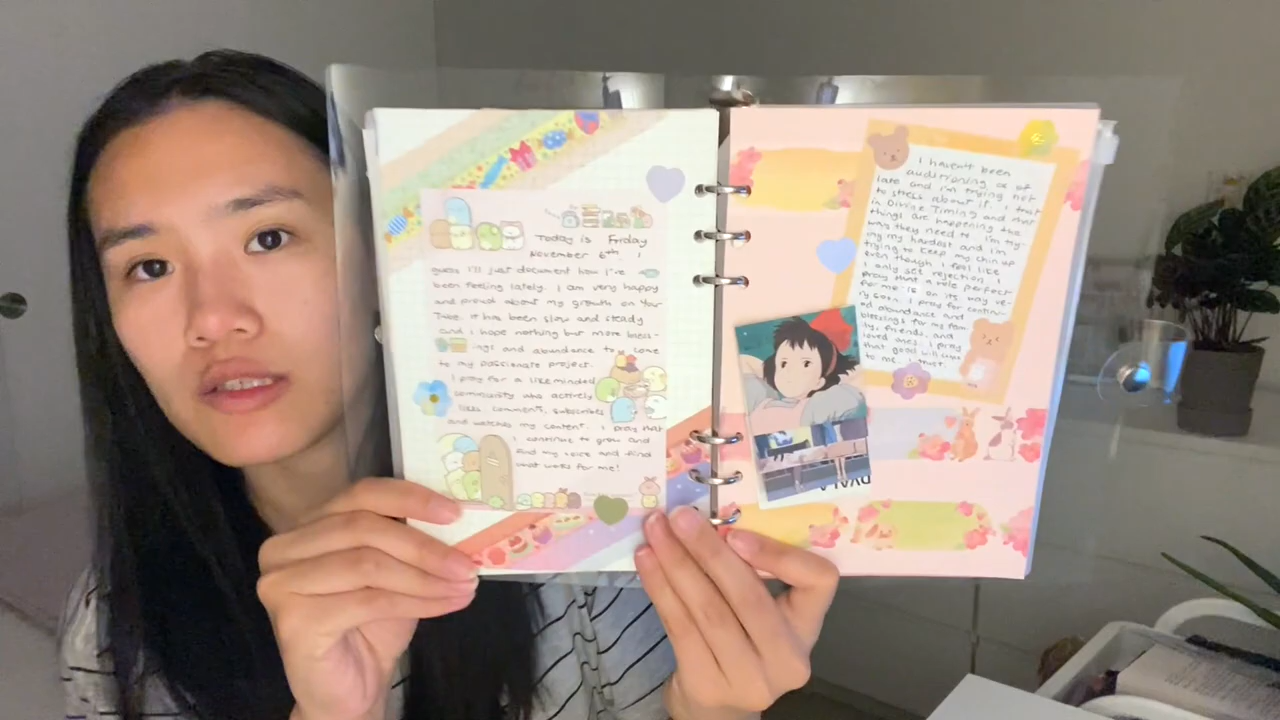 Today is Friday
November 6th. I
guess I'll just document how I've
been feeling lately. I am very happy
and proud about my growth on You-
Tube. It has been slow and steady
and I hope nothing but more bless-
ings and abundance to come
to my passionate project.
I pray for a likeminded
community who actively
likes, comments, subscribes
and watches my content. I pray that
I continue to grow and
find my voice and find
what works for me!
I haven't been
auditioning as of
late and I'm trying not
to stress about it. I trust
in Divine Timing and that
things are happening the
way they need to. I'm try-
ing my hardest and I'm
trying to keep my chin up
even though I feel like
I only see rejection. I
pray that a role perfect
for me is on its way ve-
ry soon. I pray for continu-
ed abundance and
blessings for my fam-
ily, friends, and
loved ones. I pray
that good will come
to me. I trust.